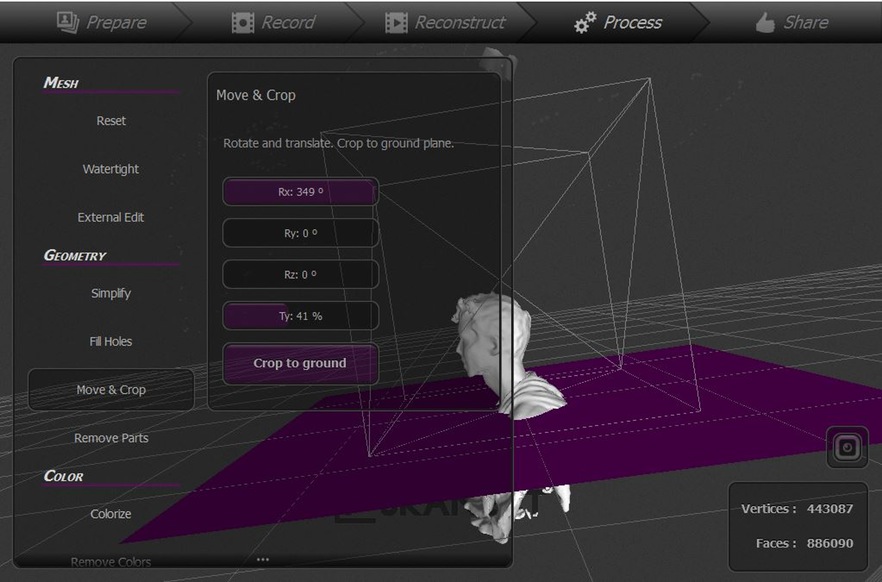 Prepare
Record
Reconstruct
Process
Share
Mesh
Reset
Watertight
External Edit
Geometry
Simplify
Fill Holes
Move & Crop
Remove Parts
Color
Colorize
Remove Colors
Move & Crop
Rotate and translate. Crop to ground plane.
Rx: 349 º
Ry: 0 º
Rz: 0 º
Ty: 41 %
Crop to ground
...
Vertices : 443087
Faces : 886090